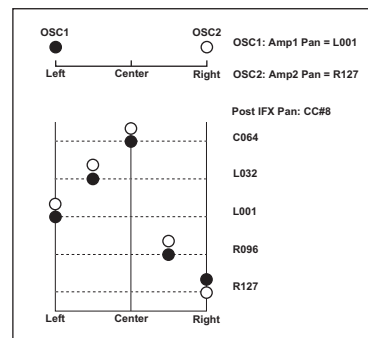 OSC1 OSC2
OSC1: Amp1 Pan = L001
Left Center Right
OSC2: Amp2 Pan = R127
Post IFX Pan: CC#8
C064
L032
L001
R096
R127
Left Center Right